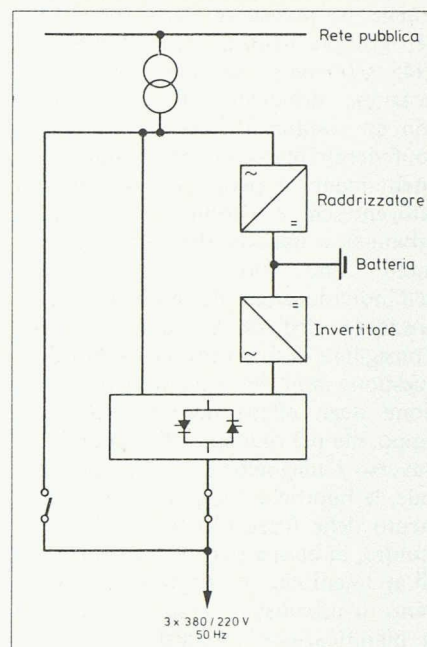 Rete pubblica
~
Raddrizzatore
=
Batteria
=
Invertitore
~
3 x 380 / 220 V
50 Hz